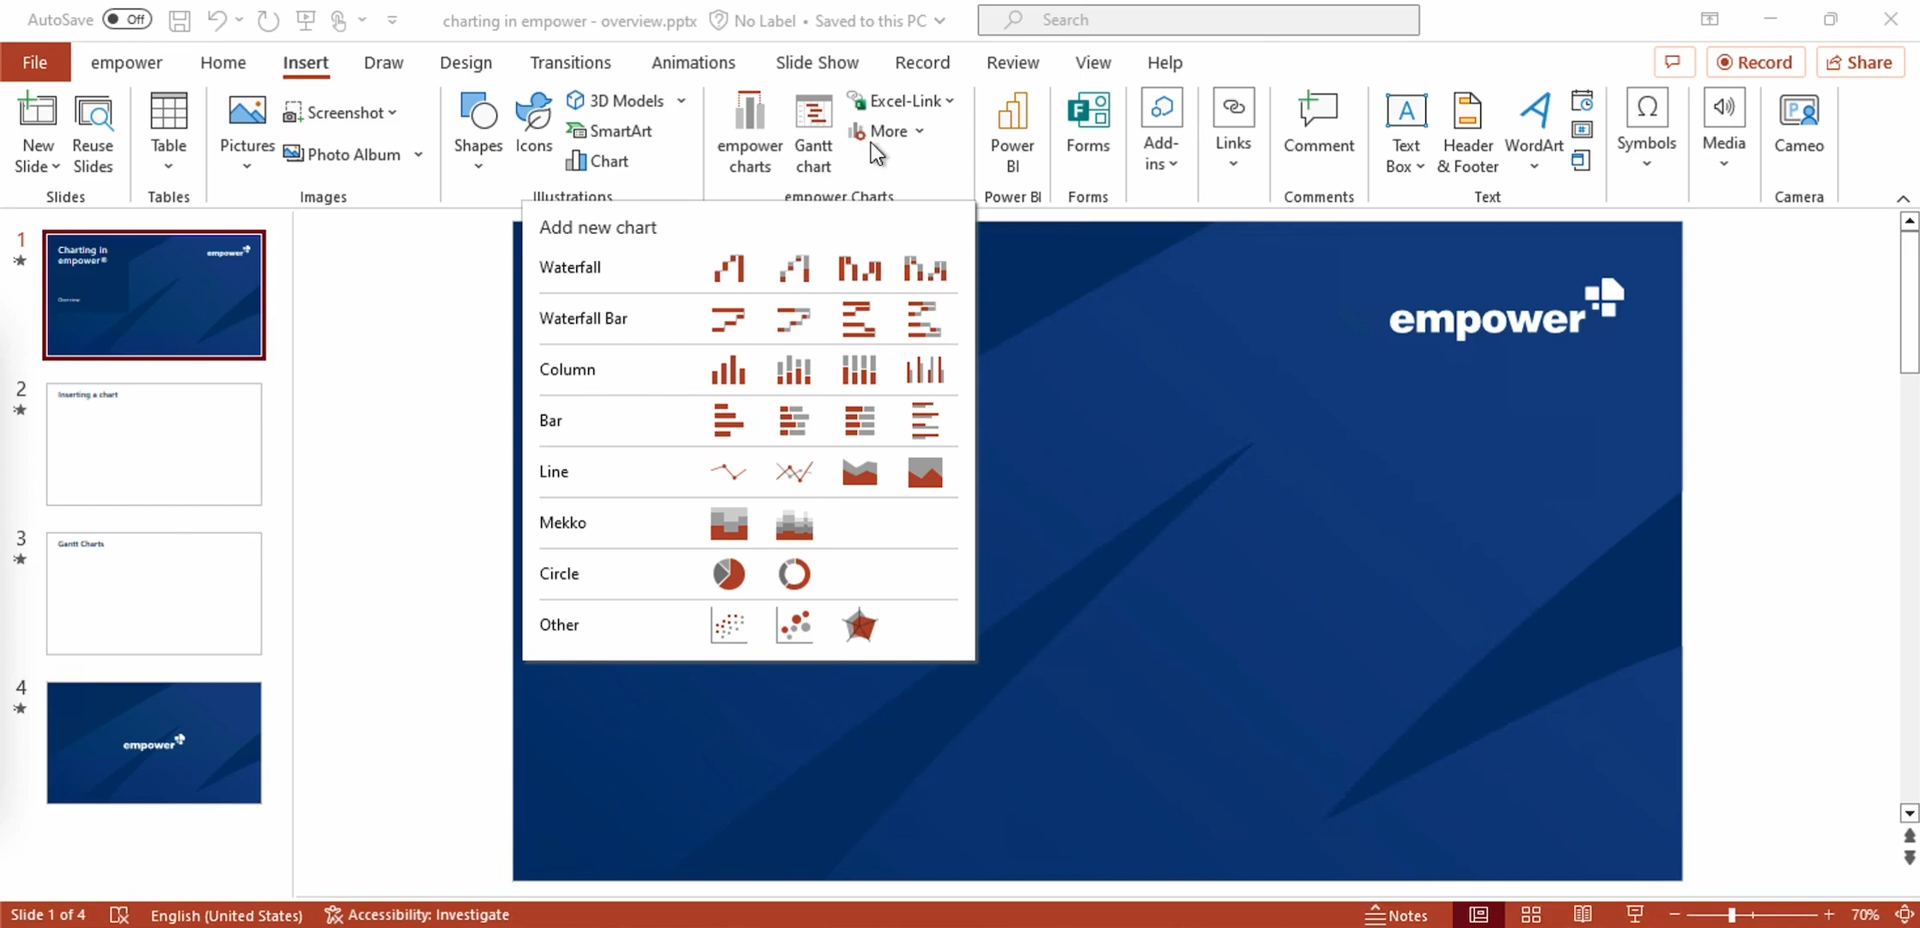 AutoSave Off charting in empower - overview.pptx No Label • Saved to this PC Search
File empower Home Insert Draw Design Transitions Animations Slide Show Record Review View Help Record Share
New Slide
Reuse Slides
Slides
Table
Tables
Pictures
Screenshot
Photo Album
Images
Shapes
Icons
3D Models
SmartArt
Chart
Illustrations
empower charts
Gantt chart
Excel-Link
More
empower Charts
Power BI
Power BI
Forms
Forms
Add-ins
Links
Comment
Comments
Text Box
Header & Footer
WordArt
Text
Symbols
Media
Cameo
Camera
Add new chart
Waterfall
Waterfall Bar
Column
Bar
Line
Mekko
Circle
Other
1
Charting in
empower®
empower
Overview
2
Inserting a chart
3
Gantt Charts
4
empower
empower
Slide 1 of 4 English (United States) Accessibility: Investigate Notes 70%